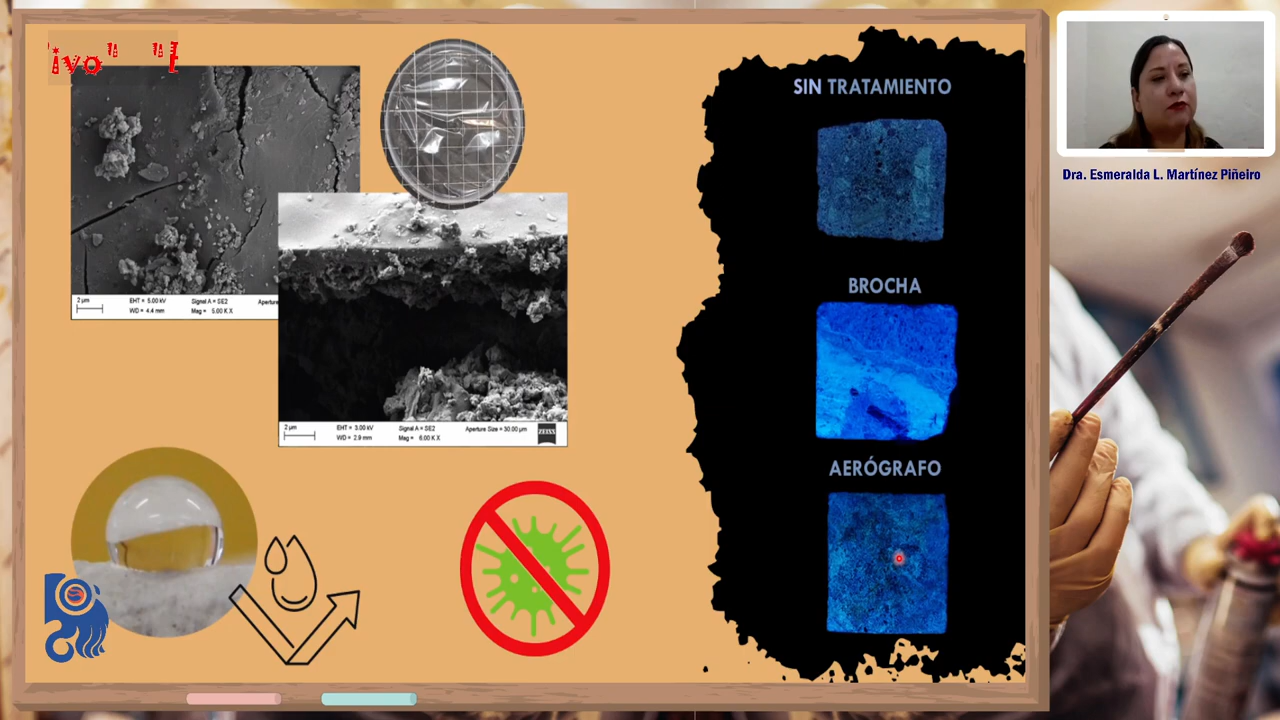 SIN TRATAMIENTO
BROCHA
AERÓGRAFO
Dra. Esmeralda L. Martínez Piñeiro
2 µm
EHT = 5.00 kV
WD = 4.4 mm
Signal A = SE2
Mag = 5.00 K X
Aperture
2 µm
EHT = 3.00 kV
WD = 2.9 mm
Signal A = SE2
Mag = 6.00 K X
Aperture Size = 30.00 µm
ZEISS